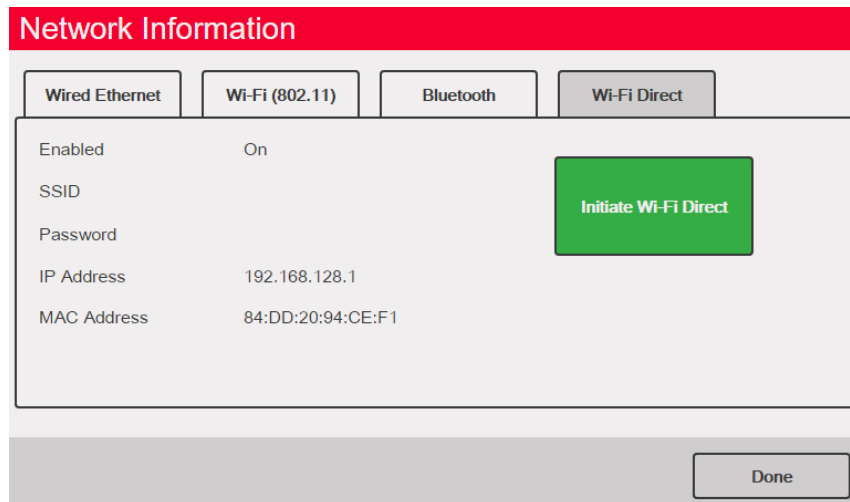 Network Information
Wired Ethernet Wi-Fi (802.11) Bluetooth Wi-Fi Direct
Enabled On
SSID
Initiate Wi-Fi Direct
Password
IP Address 192.168.128.1
MAC Address 84:DD:20:94:CE:F1
Done